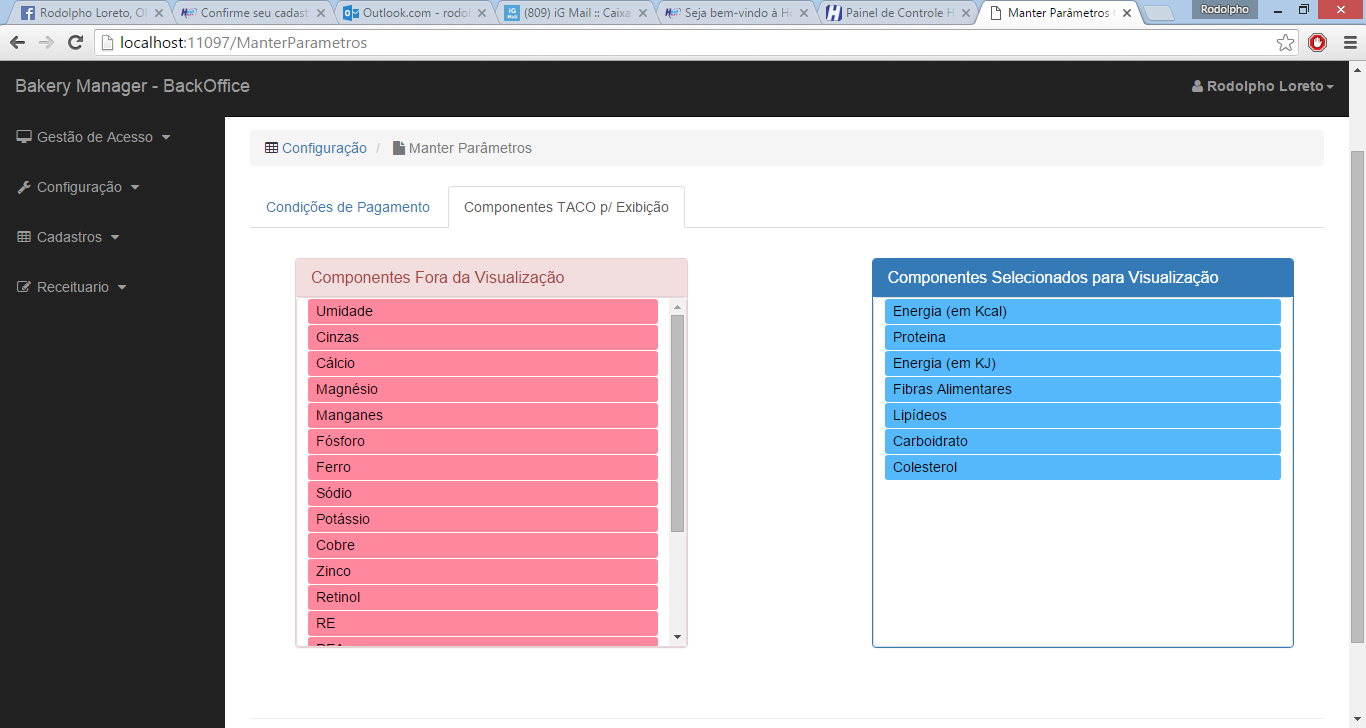 Rodolpho Loreto, O
Confirme seu cadast
Outlook.com - rodol
(809) iG Mail :: Caixa
Seja bem-vindo à Ho
Painel de Controle H
Manter Parâmetros
Rodolpho
localhost:11097/ManterParametros
Bakery Manager - BackOffice
Rodolpho Loreto
Gestão de Acesso
Configuração
Cadastros
Receituario
Configuração / Manter Parâmetros
Condições de Pagamento
Componentes TACO p/ Exibição
Componentes Fora da Visualização
Umidade
Cinzas
Cálcio
Magnésio
Manganes
Fósforo
Ferro
Sódio
Potássio
Cobre
Zinco
Retinol
RE
Componentes Selecionados para Visualização
Energia (em Kcal)
Proteina
Energia (em KJ)
Fibras Alimentares
Lipídeos
Carboidrato
Colesterol